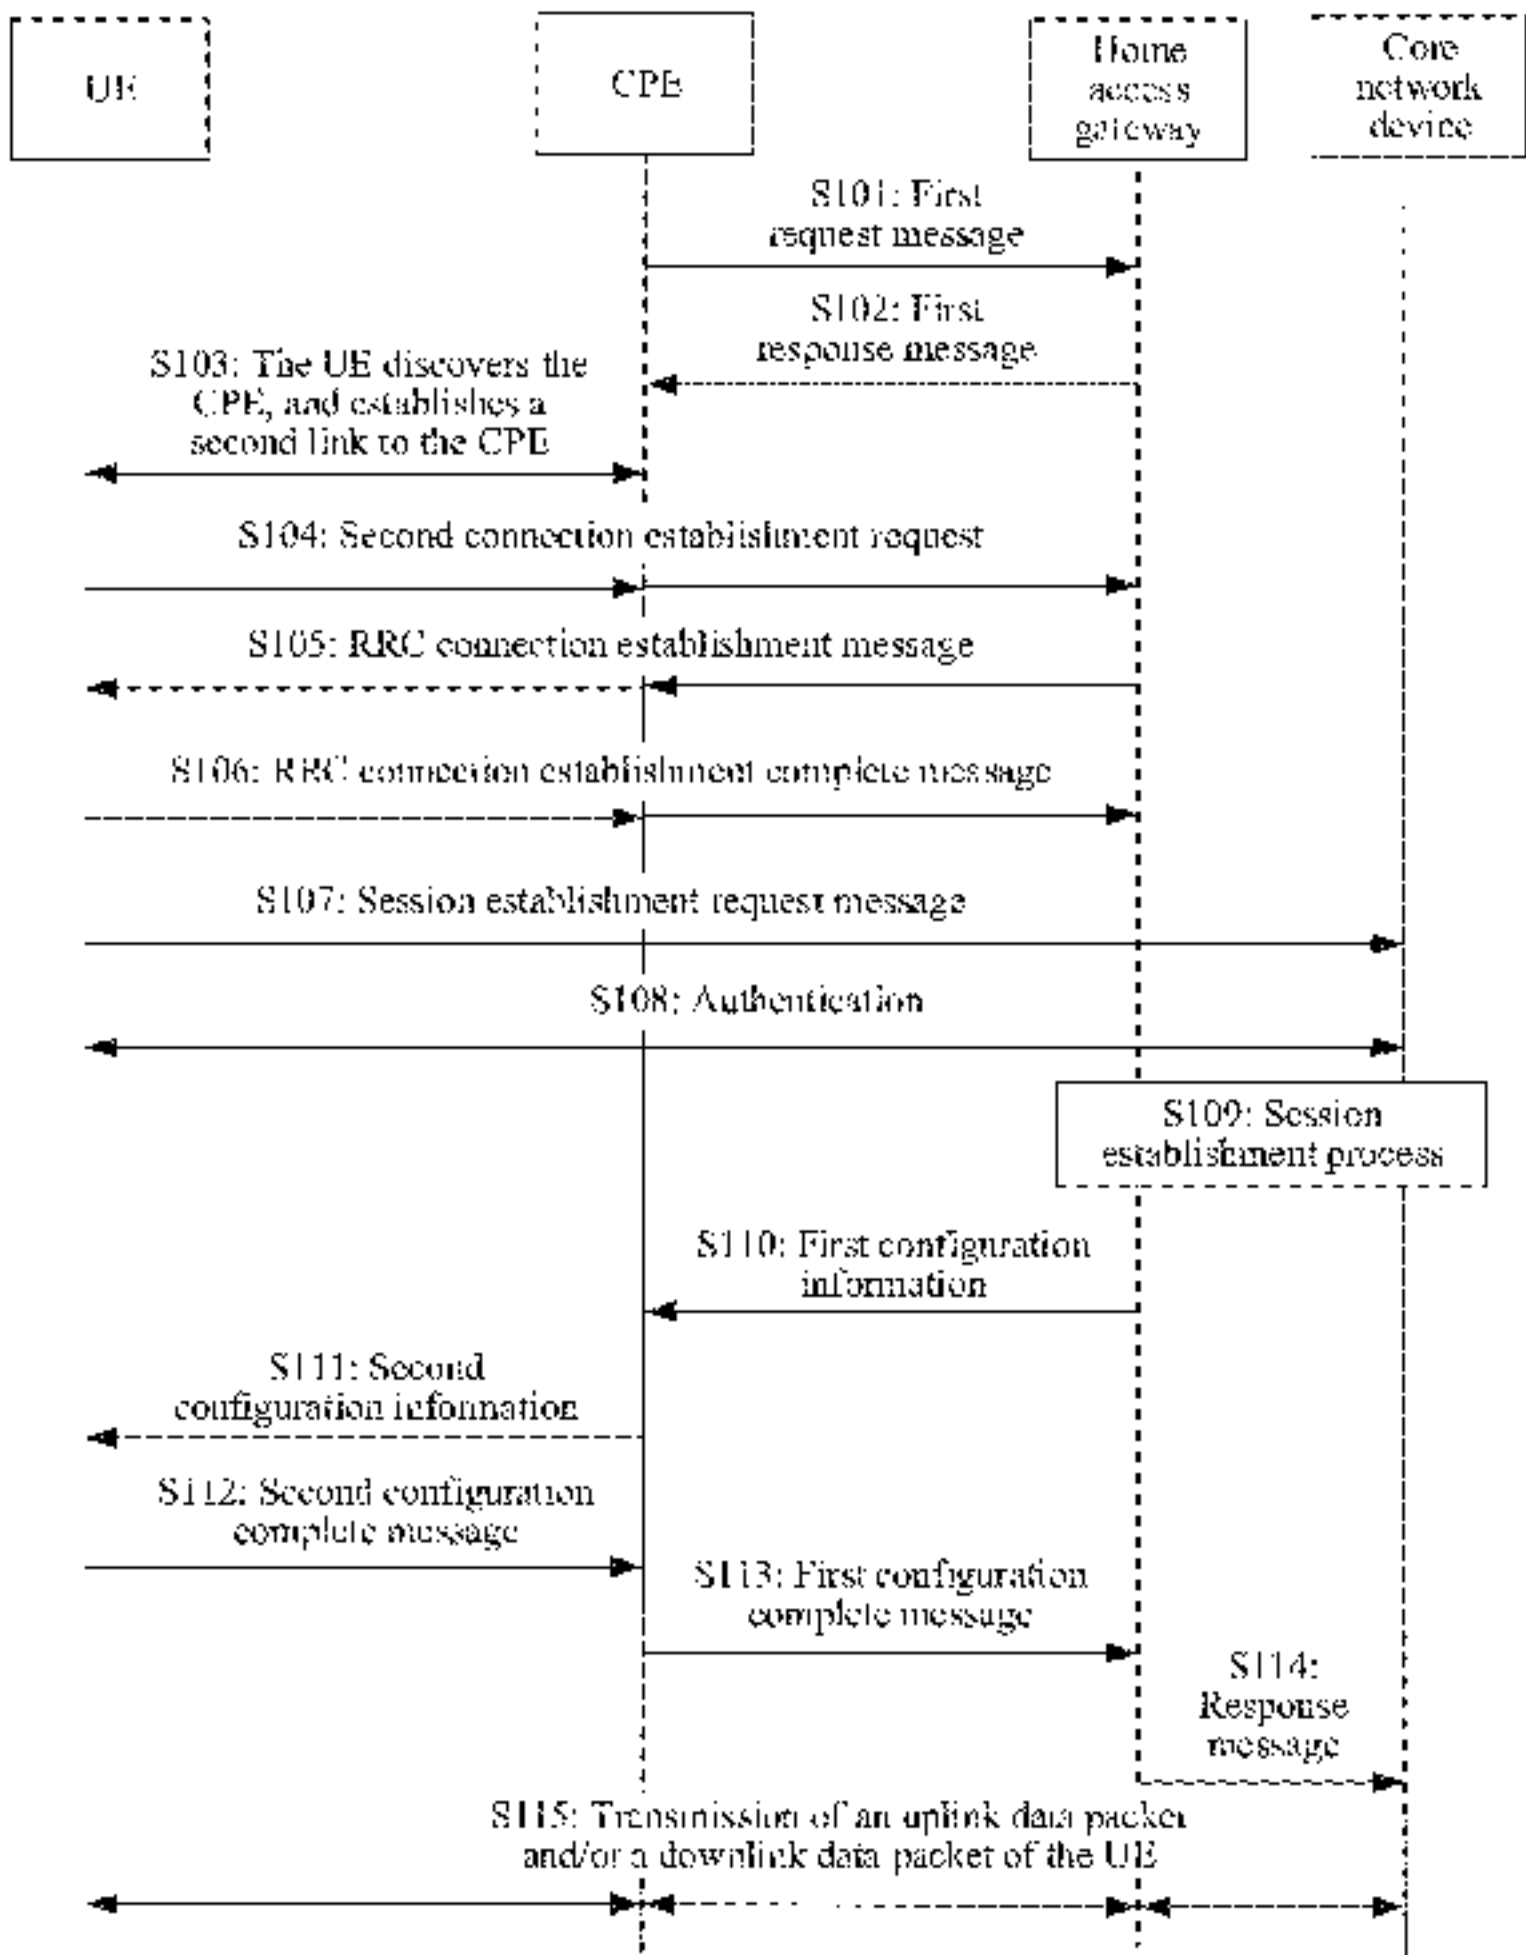 UE
CPE
Home
access
gateway
Core
network
device
S101: First
request message
S102: First
response message
S103: The UE discovers the
CPE, and establishes a
second link to the CPE
S104: Second connection establishment request
S105: RRC connection establishment message
S106: RRC connection establishment complete message
S107: Session establishment request message
S108: Authentication
S109: Session
establishment process
S110: First configuration
information
S111: Second
configuration information
S112: Second configuration
complete message
S113: First configuration
complete message
S114:
Response
message
S115: Transmission of an uplink data packet
and/or a downlink data packet of the UE